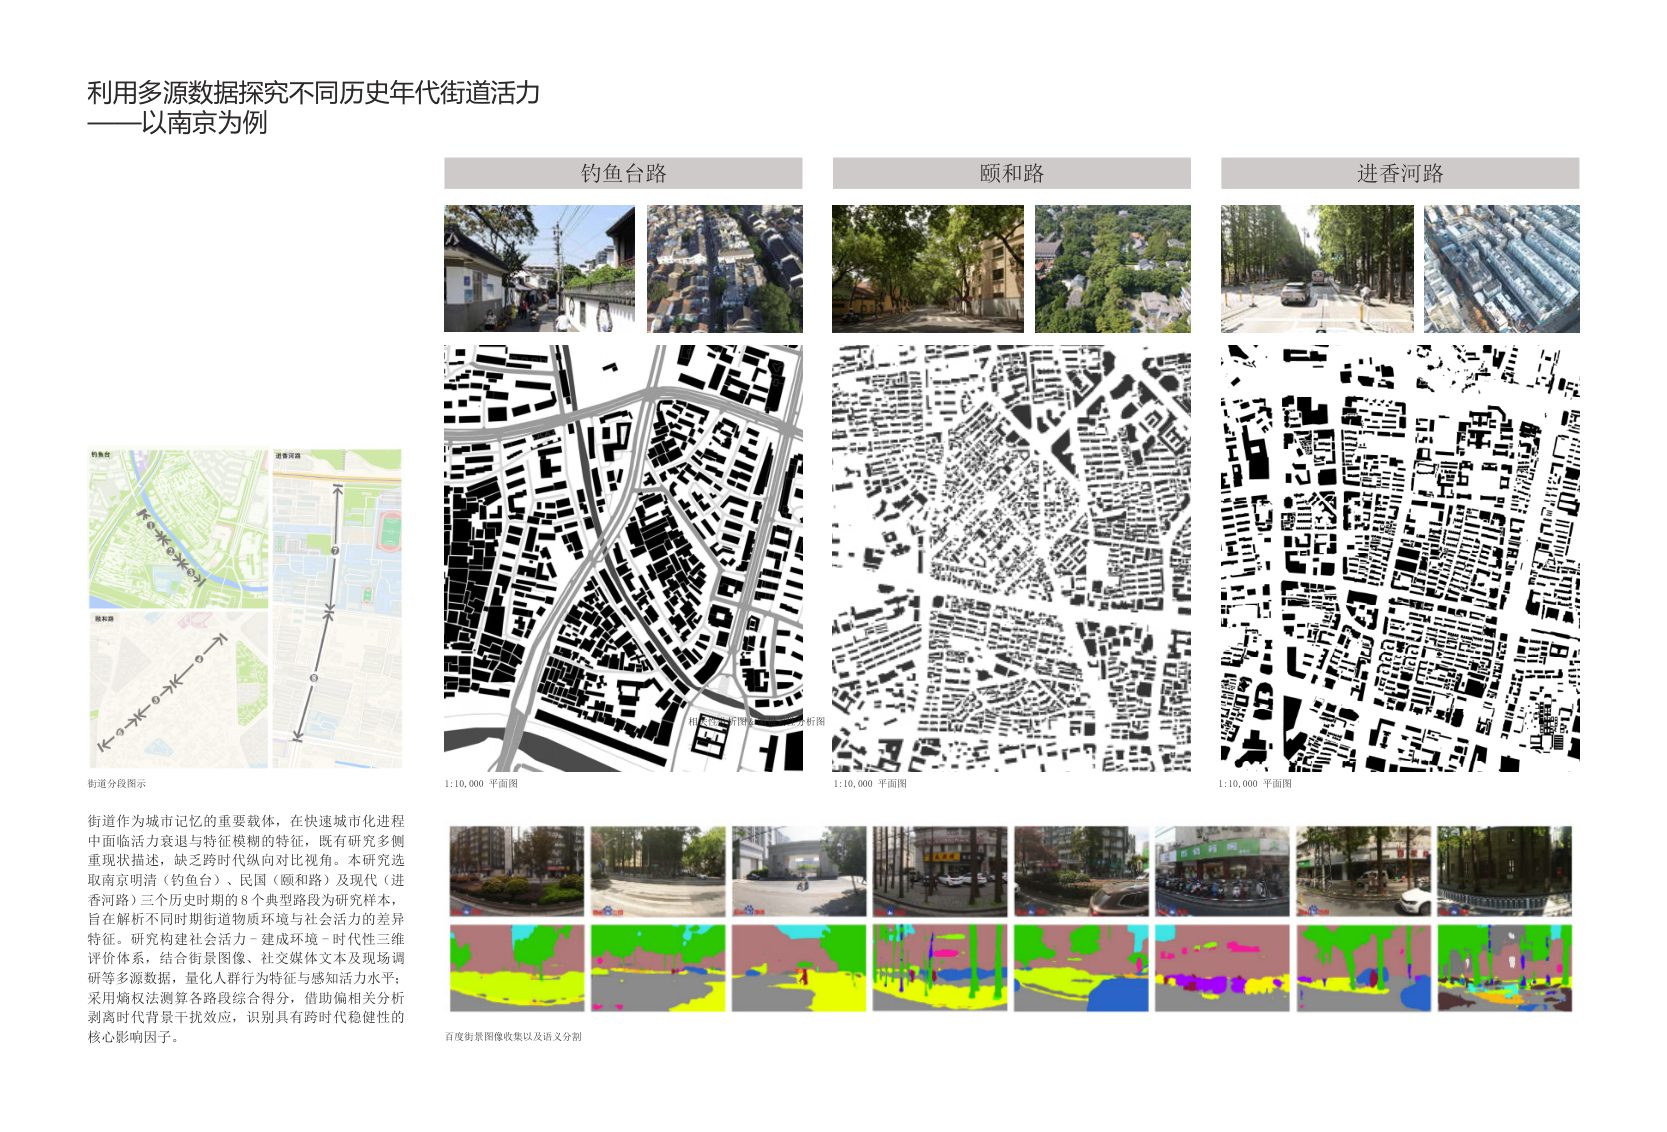 利用多源数据探究不同历史年代街道活力
——以南京为例
钓鱼台路
颐和路
进香河路
钓鱼台
进香河路
颐和路
街道分段图示
1:10,000 平面图
1:10,000 平面图
1:10,000 平面图
街道作为城市记忆的重要载体，在快速城市化进程
中面临活力衰退与特征模糊的特征，既有研究多侧
重现状描述，缺乏跨时代纵向对比视角。本研究选
取南京明清（钓鱼台）、民国（颐和路）及现代（进
香河路）三个历史时期的8个典型路段为研究样本，
旨在解析不同时期街道物质环境与社会活力的差异
特征。研究构建社会活力－建成环境－时代性三维
评价体系，结合街景图像、社交媒体文本及现场调
研等多源数据，量化人群行为特征与感知活力水平；
采用熵权法测算各路段综合得分，借助偏相关分析
剥离时代背景干扰效应，识别具有跨时代稳健性的
核心影响因子。
百度街景图像收集以及语义分割